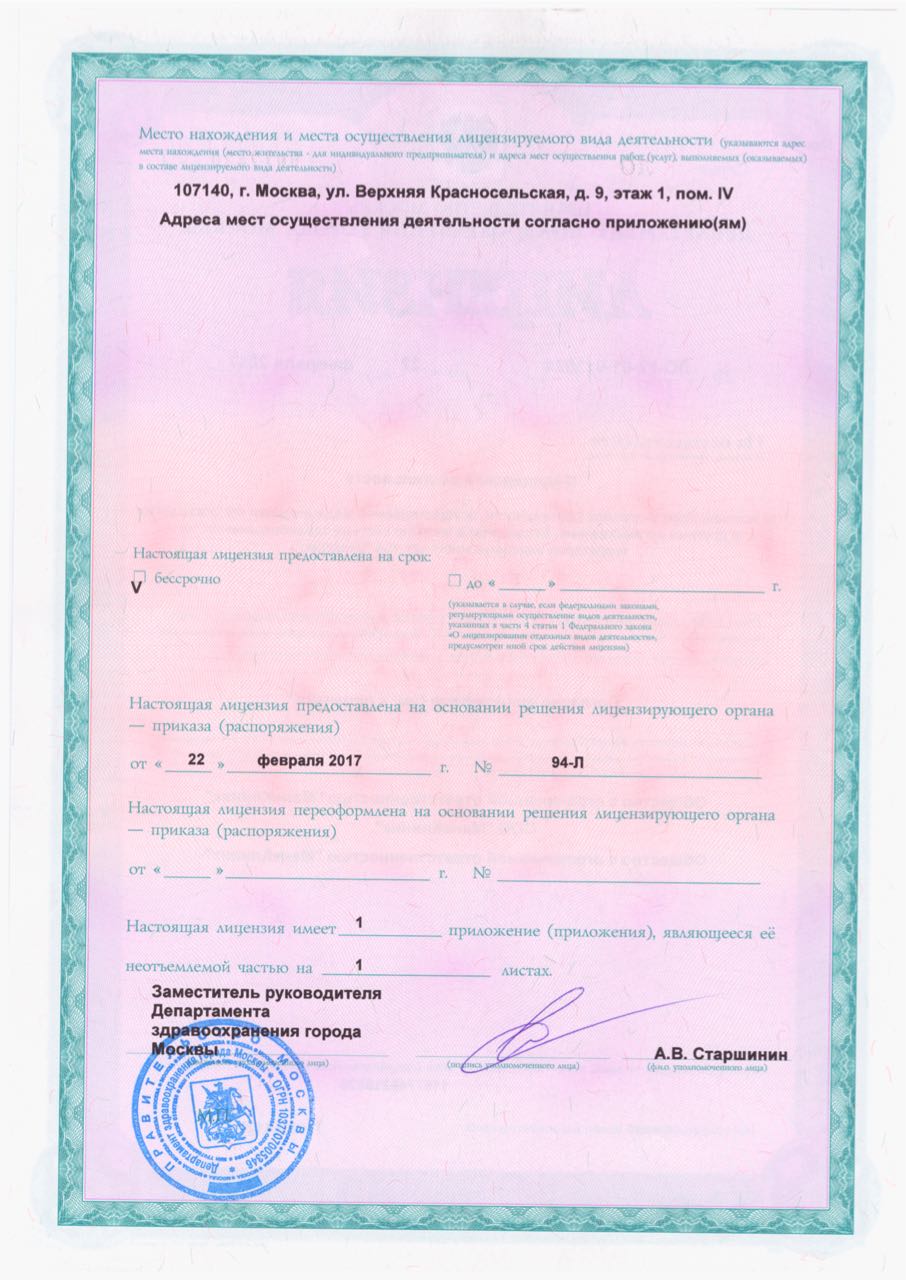 Место нахождения и места осуществления лицензируемого вида деятельности (указываются адрес
места нахождения (место жительства - для индивидуального предпринимателя) и адреса мест осуществления работ (услуг), выполняемых (оказываемых)
в составе лицензируемого вида деятельности)
107140, г. Москва, ул. Верхняя Красносельская, д. 9, этаж 1, пом. IV
Адреса мест осуществления деятельности согласно приложению(ям)
Настоящая лицензия предоставлена на срок:
☐ бессрочно
V
☐ до « ______ » ______________________ г.
(указывается в случае, если федеральными законами,
регулирующими осуществление видов деятельности,
указанных в части 4 статьи 1 Федерального закона
«О лицензировании отдельных видов деятельности»,
предусмотрен иной срок действия лицензии)
Настоящая лицензия предоставлена на основании решения лицензирующего органа
— приказа (распоряжения)
от « 22 » февраля 2017 г. № 94-Л
Настоящая лицензия переоформлена на основании решения лицензирующего органа
— приказа (распоряжения)
от « ______ » ______________________ г. № ______________________
Настоящая лицензия имеет 1 приложение (приложения), являющееся её
неотъемлемой частью на 1 листах.
Заместитель руководителя
Департамента
здравоохранения города
Москвы
лица)
(подпись уполномоченного лица)
А.В. Старшинин
(ф.и.о. уполномоченного лица)
ПРАВИТЕЛЬСТВО МОСКВЫ
Департамент здравоохранения города Москвы * ОГРН 1037707005346